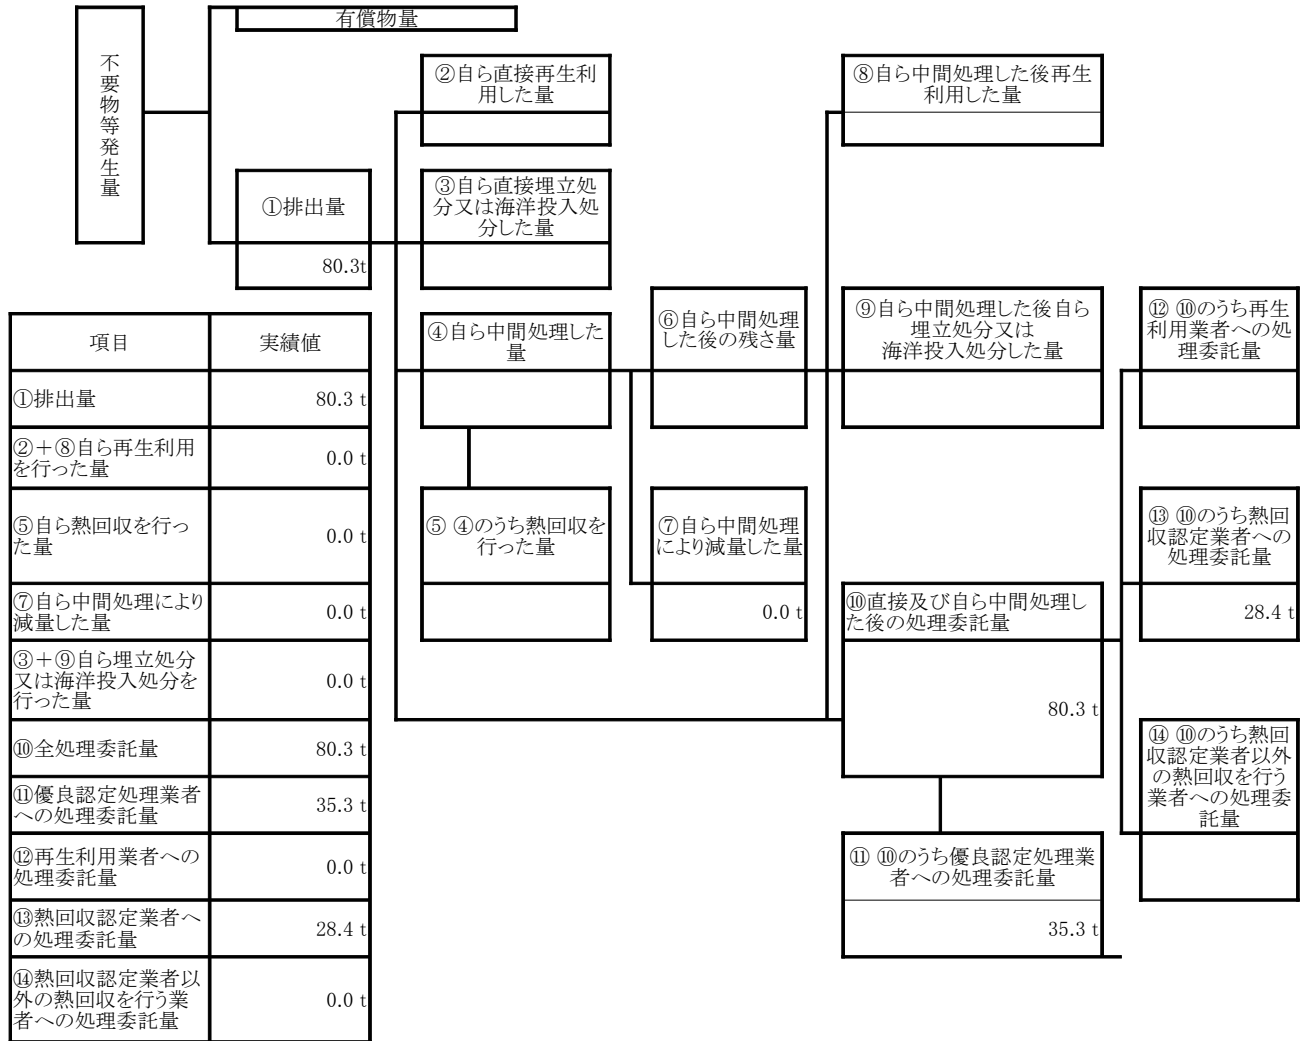 有償物量
不要物等発生量
②自ら直接再生利
用した量
⑧自ら中間処理した後再生
利用した量
①排出量
80.3t
③自ら直接埋立処
分又は海洋投入処
分した量
④自ら中間処理した
量
⑥自ら中間処理
した後の残さ量
⑨自ら中間処理した後自ら
埋立処分又は
海洋投入処分した量
⑫ ⑩のうち再生
利用業者への処
理委託量
⑤ ④のうち熱回収を
行った量
⑦自ら中間処理
により減量した量
0.0 t
⑩直接及び自ら中間処理し
た後の処理委託量
80.3 t
⑬ ⑩のうち熱回
収認定業者への
処理委託量
28.4 t
⑭ ⑩のうち熱回
収認定業者以外
の熱回収を行う
業者への処理委
託量
⑪ ⑩のうち優良認定処理業
者への処理委託量
35.3 t
項目 実績値
①排出量 80.3 t
②＋⑧自ら再生利用
を行った量 0.0 t
⑤自ら熱回収を行っ
た量 0.0 t
⑦自ら中間処理により
減量した量 0.0 t
③＋⑨自ら埋立処分
又は海洋投入処分を
行った量 0.0 t
⑩全処理委託量 80.3 t
⑪優良認定処理業者
への処理委託量 35.3 t
⑫再生利用業者への
処理委託量 0.0 t
⑬熱回収認定業者へ
の処理委託量 28.4 t
⑭熱回収認定業者以
外の熱回収を行う業
者への処理委託量 0.0 t